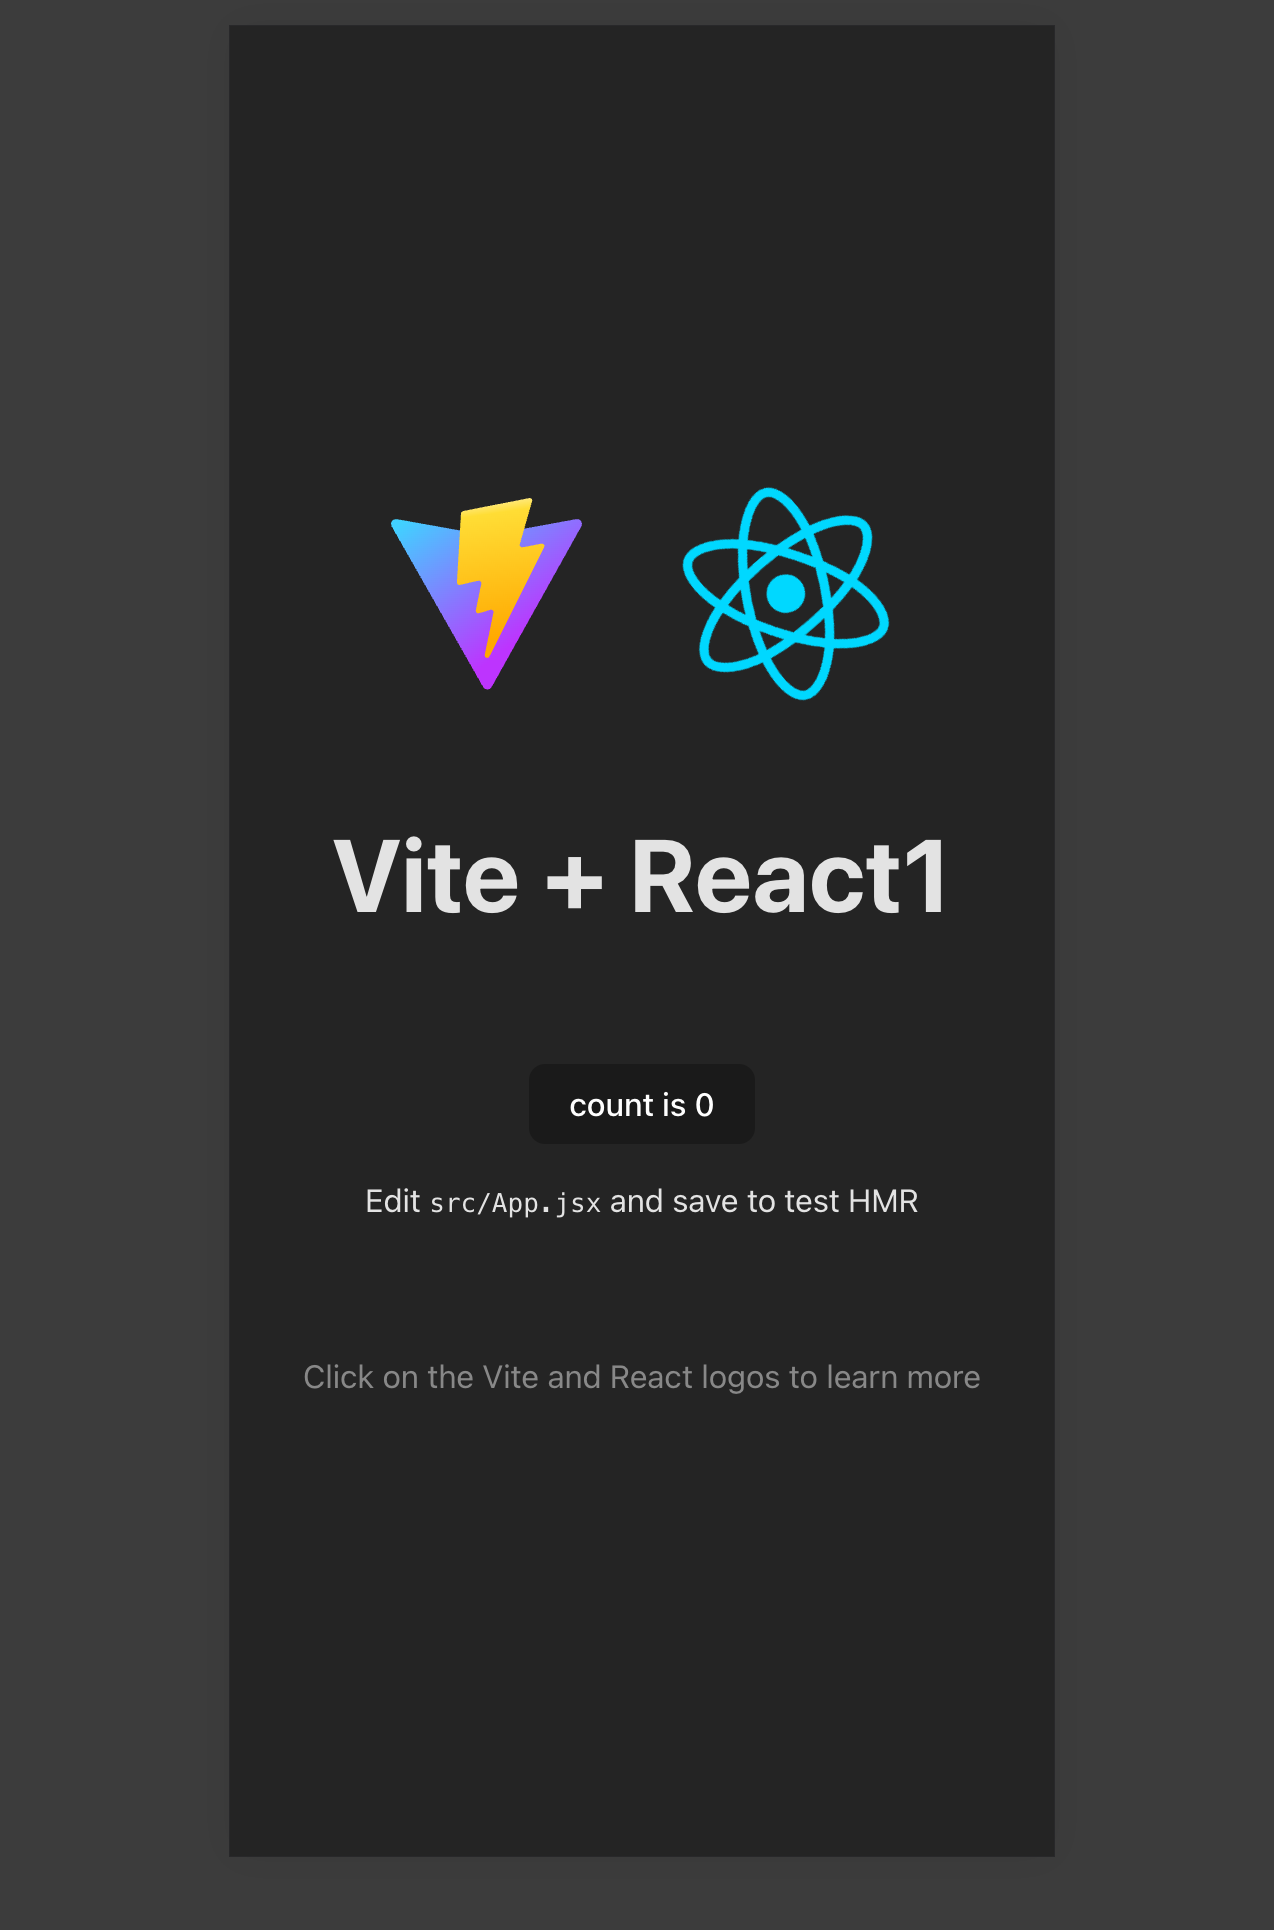 Vite + React1
count is 0
Edit src/App.jsx and save to test HMR
Click on the Vite and React logos to learn more